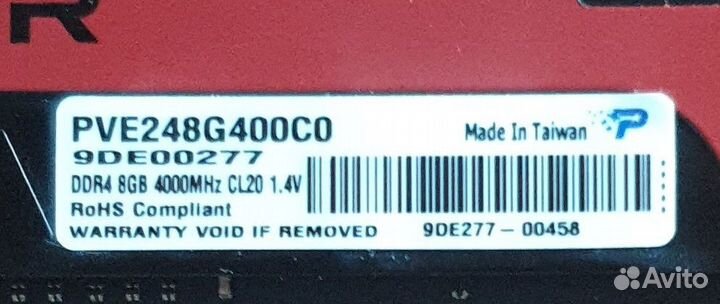 R
PVE248G400C0
Made In Taiwan
9DE00277
DDR4 8GB 4000MHz CL20 1.4V
RoHS Compliant
WARRANTY VOID IF REMOVED
9DE277-00458
Avito